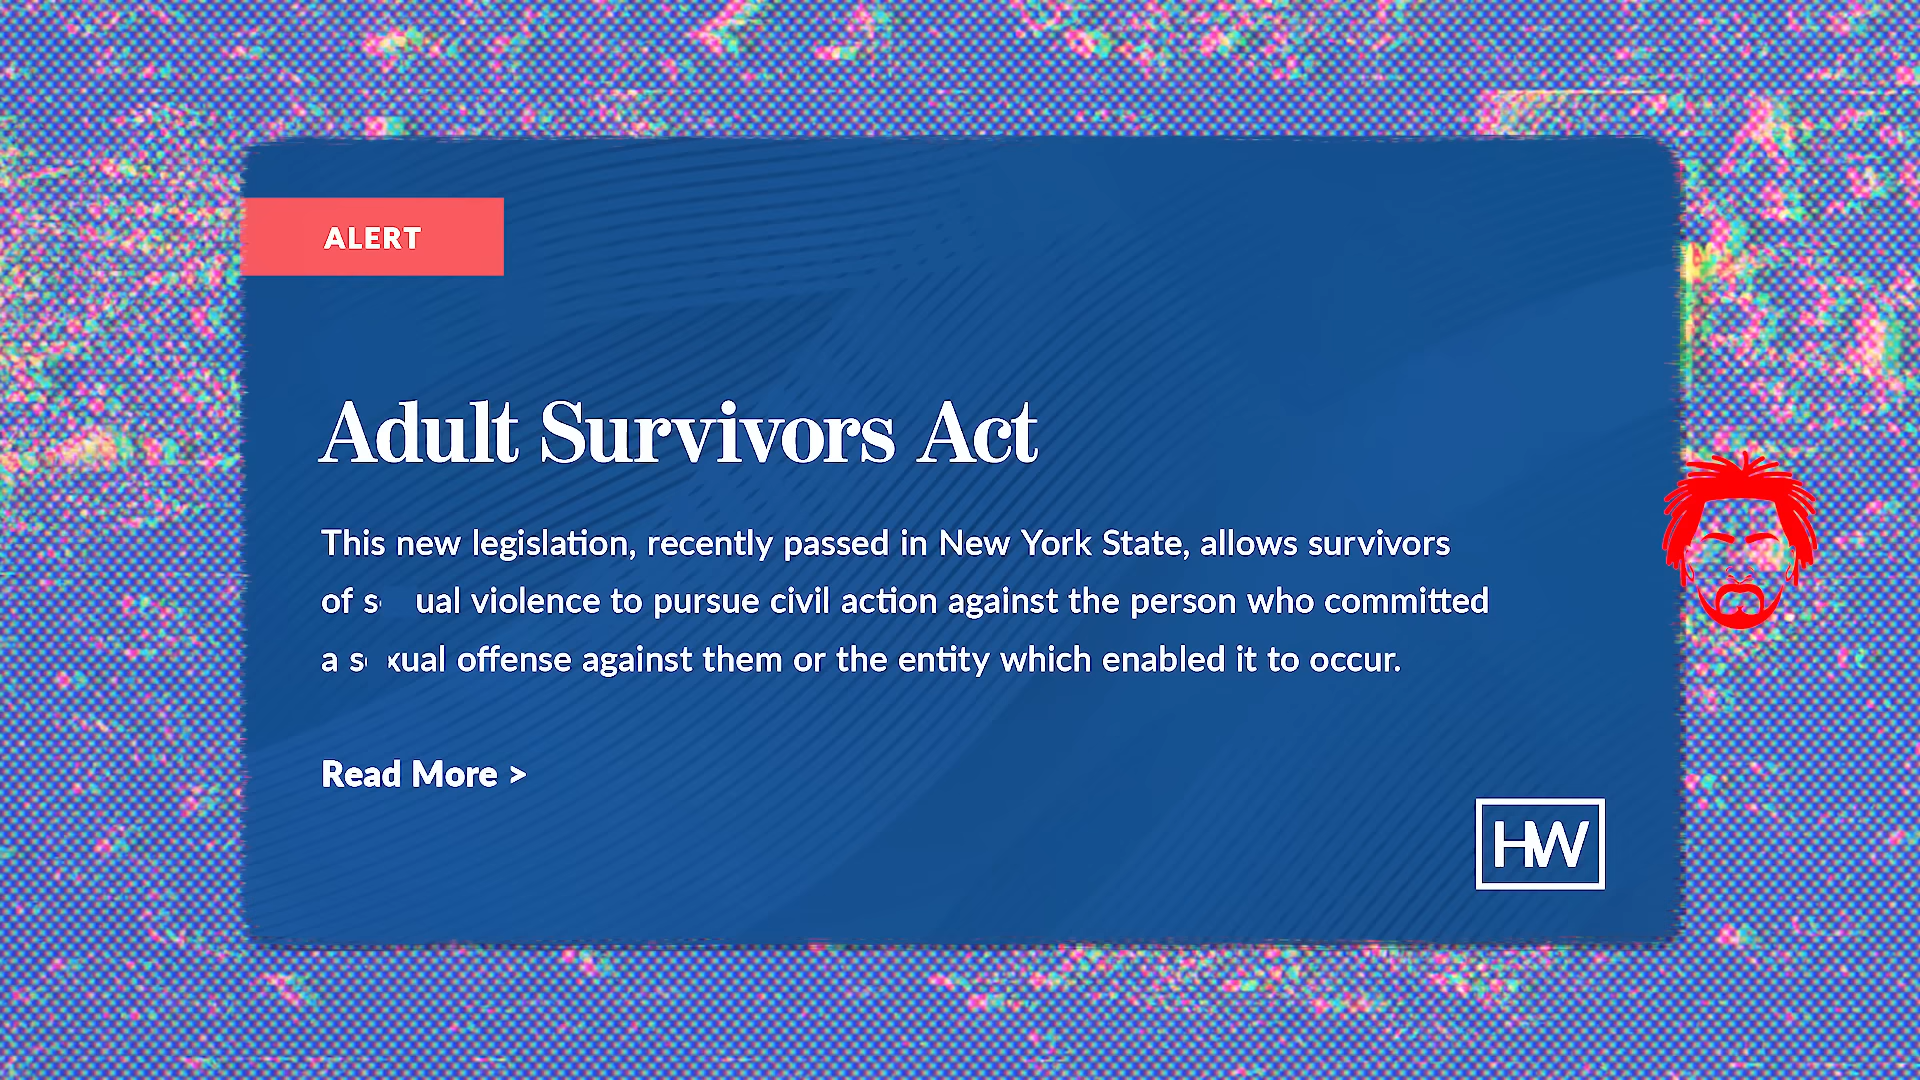 ALERT
Adult Survivors Act
This new legislation, recently passed in New York State, allows survivors
of s ual violence to pursue civil action against the person who committed
a s xual offense against them or the entity which enabled it to occur.
Read More >
HW